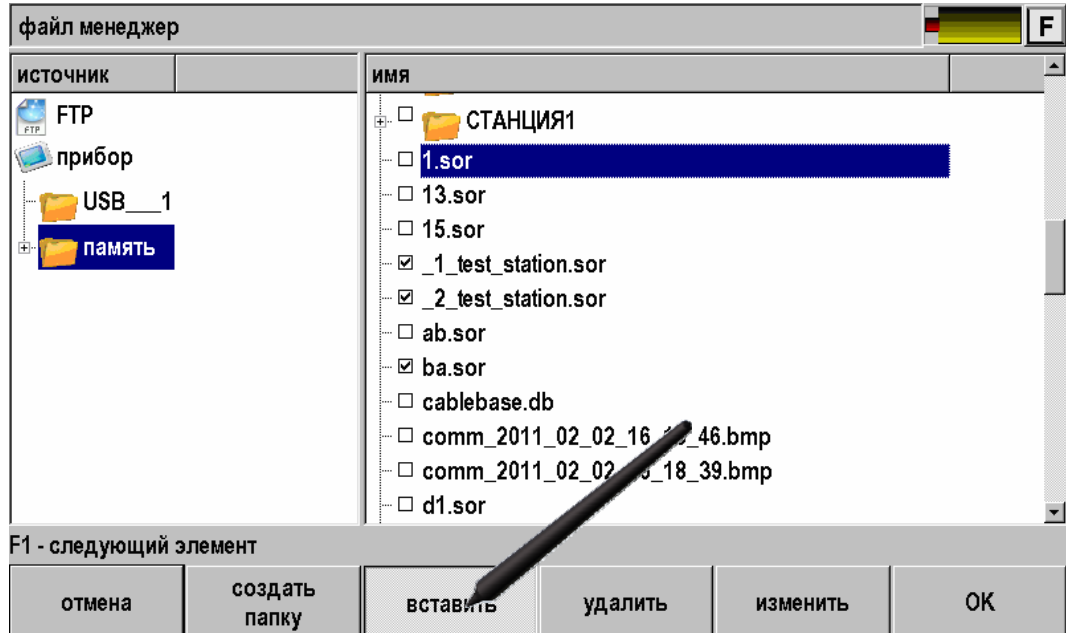 файл менеджер
F
источник
имя
FTP
FTP
прибор
USB___1
память
СТАНЦИЯ1
1.sor
13.sor
15.sor
_1_test_station.sor
_2_test_station.sor
ab.sor
ba.sor
cablebase.db
46.bmp
comm_2011_02_02
18_39.bmp
d1.sor
F1 - следующий элемент
отмена
создать
папку
вставить
удалить
изменить
OK